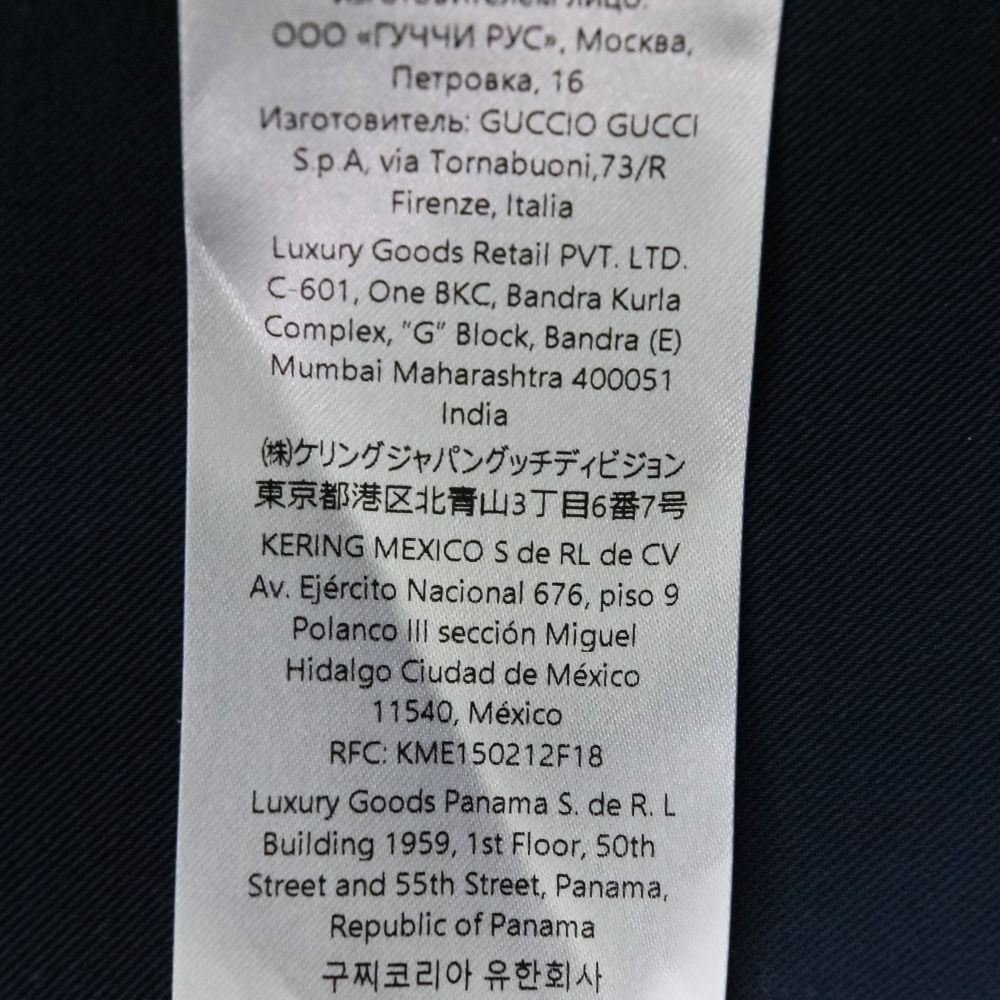 ООО «ГУЧЧИ РУС», Москва,
Петровка, 16
Изготовитель: GUCCIO GUCCI
S.p.A, via Tornabuoni,73/R
Firenze, Italia
Luxury Goods Retail PVT. LTD.
C-601, One BKC, Bandra Kurla
Complex, "G" Block, Bandra (E)
Mumbai Maharashtra 400051
India
㈱ケリングジャパングッチディビジョン
東京都港区北青山3丁目6番7号
KERING MEXICO S de RL de CV
Av. Ejército Nacional 676, piso 9
Polanco III sección Miguel
Hidalgo Ciudad de México
11540, México
RFC: KME150212F18
Luxury Goods Panama S. de R. L
Building 1959, 1st Floor, 50th
Street and 55th Street, Panama,
Republic of Panama
구찌코리아 유한회사